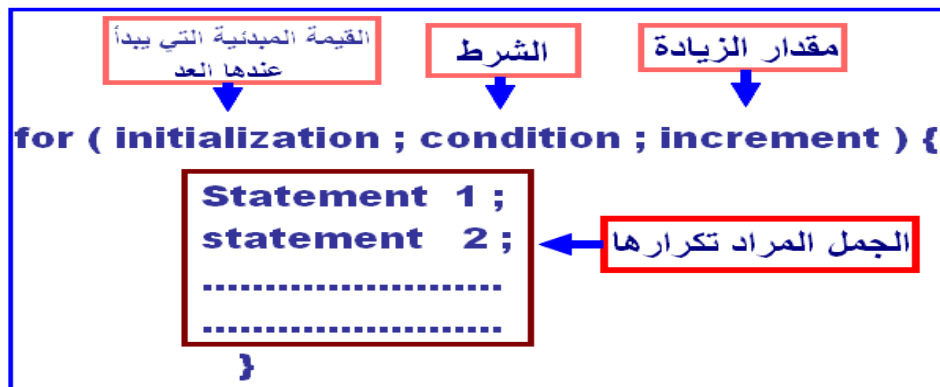 القيمة المبدئية التي يبدأ
عندها العد
الشرط
مقدار الزيادة
for ( initialization ; condition ; increment ) {
Statement 1 ;
statement 2 ;
الجمل المراد تكرارها
........................
........................
}